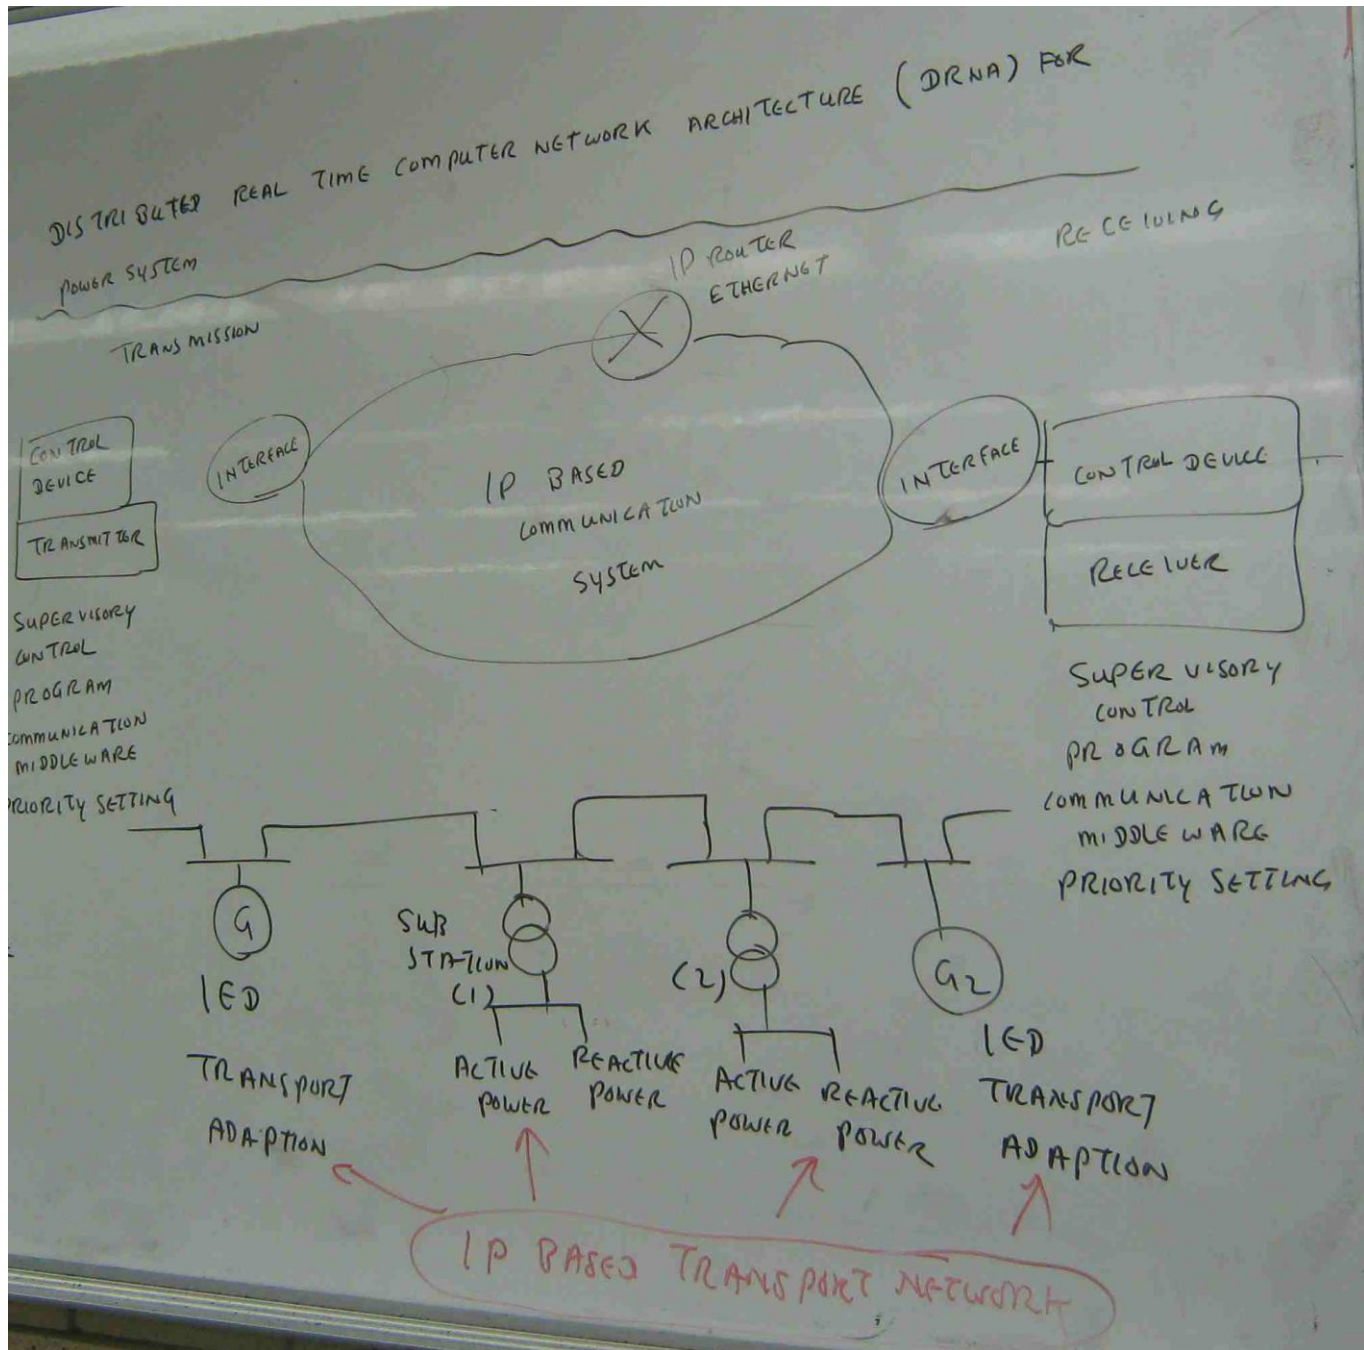 DISTRIBUTED REAL TIME COMPUTER NETWORK ARCHITECTURE (DRNA) FOR
POWER SYSTEM
TRANSMISSION
RECEIVING
IP ROUTER
ETHERNET
CONTROL
DEVICE
TRANSMITTER
INTERFACE
IP BASED
COMMUNICATION
SYSTEM
INTERFACE
CONTROL DEVICE
RECEIVER
SUPERVISORY
CONTROL
PROGRAM
COMMUNICATION
MIDDLEWARE
PRIORITY SETTING
SUPERVISORY
CONTROL
PROGRAM
COMMUNICATION
MIDDLEWARE
PRIORITY SETTING
G
IED
TRANSPORT
ADAPTION
SUB
STATION
(1)
ACTIVE
POWER
REACTIVE
POWER
(2)
ACTIVE
POWER
REACTIVE
POWER
G2
IED
TRANSPORT
ADAPTION
IP BASED TRANSPORT NETWORK